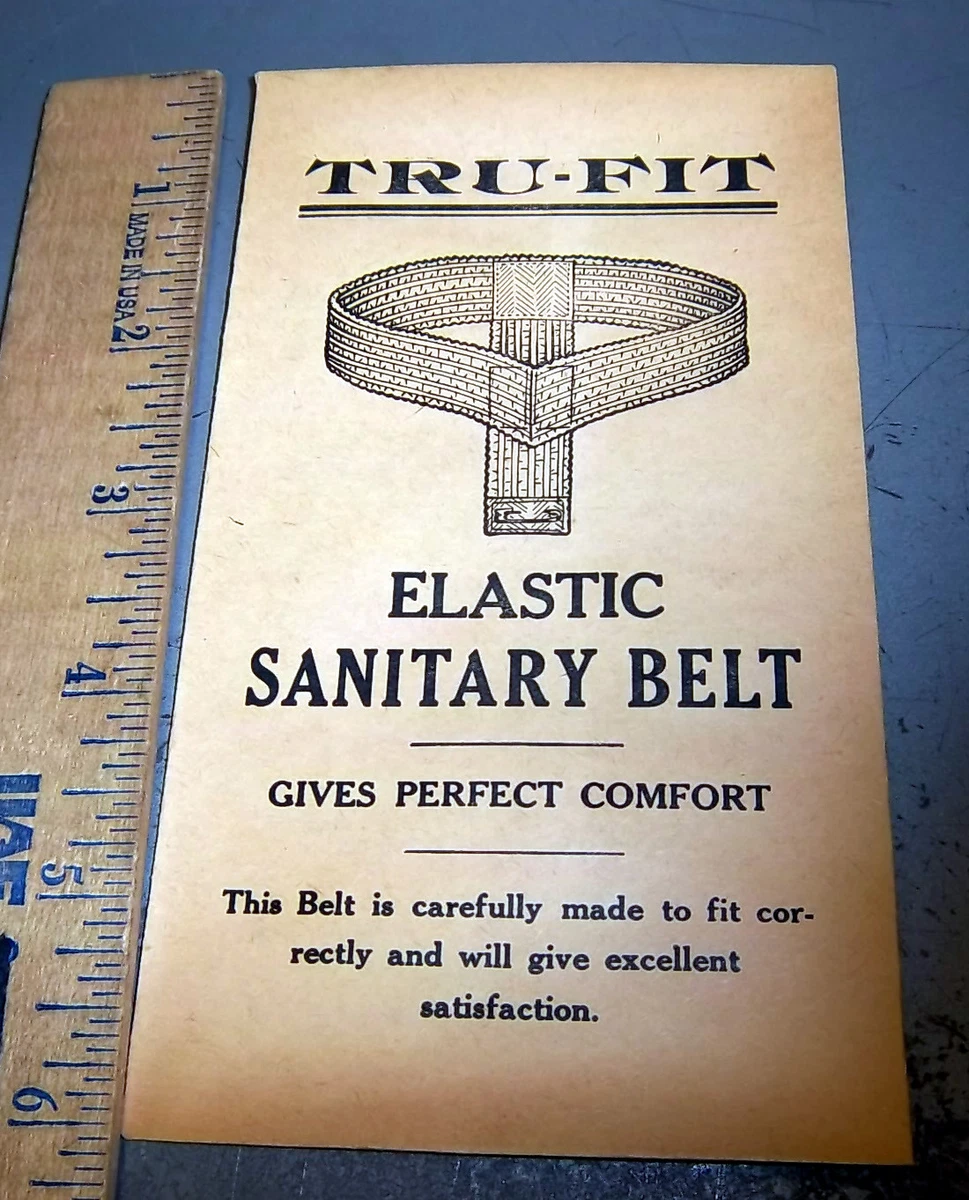 TRU-FIT
ELASTIC
SANITARY BELT
GIVES PERFECT COMFORT
This Belt is carefully made to fit cor-
rectly and will give excellent
satisfaction.
1 MADE IN USA 2
3
4
5
6